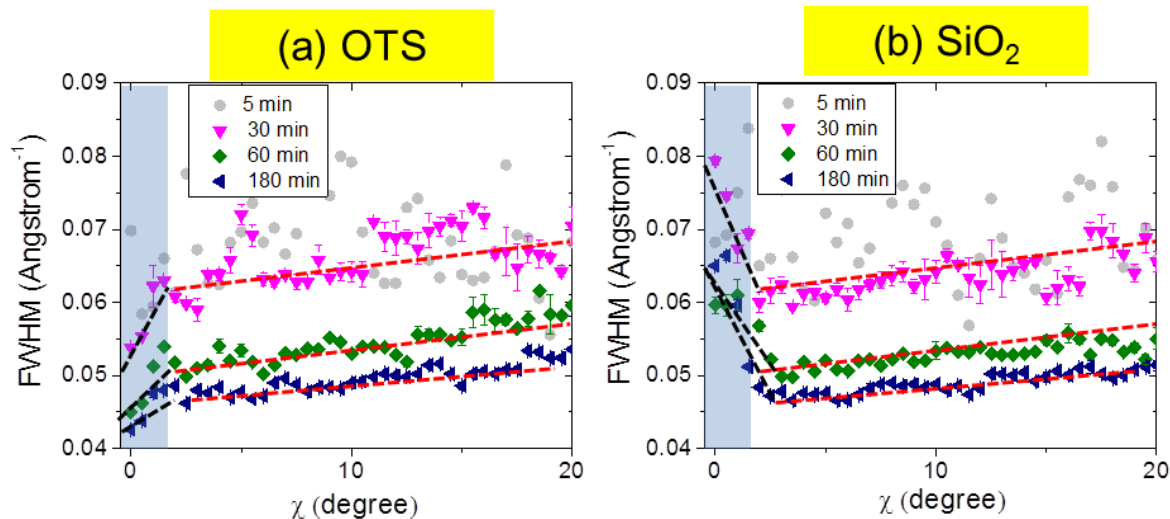 (a) OTS
0.09
0.08
0.07
0.06
0.05
0.04
FWHM (Angstrom⁻¹)
5 min
30 min
60 min
180 min
0
10
20
χ (degree)
(b) SiO₂
0.09
0.08
0.07
0.06
0.05
0.04
FWHM (Angstrom⁻¹)
5 min
30 min
60 min
180 min
0
10
20
χ (degree)